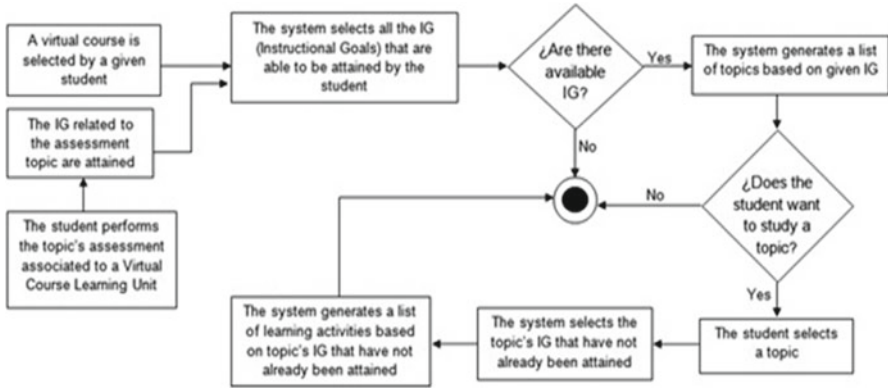 A virtual course is
selected by a given
student
The system selects all the IG
(Instructional Goals) that are
able to be attained by the
student
¿Are there
available
IG?
Yes
The system generates a list
of topics based on given IG
The IG related to
the assessment
topic are attained
No
The student performs
the topic's assessment
associated to a Virtual
Course Learning Unit
No
¿Does the
student want
to study a
topic?
Yes
The system generates a list
of learning activities based
on topic's IG that have not
already been attained
The system selects the
topic's IG that have not
already been attained
The student selects
a topic